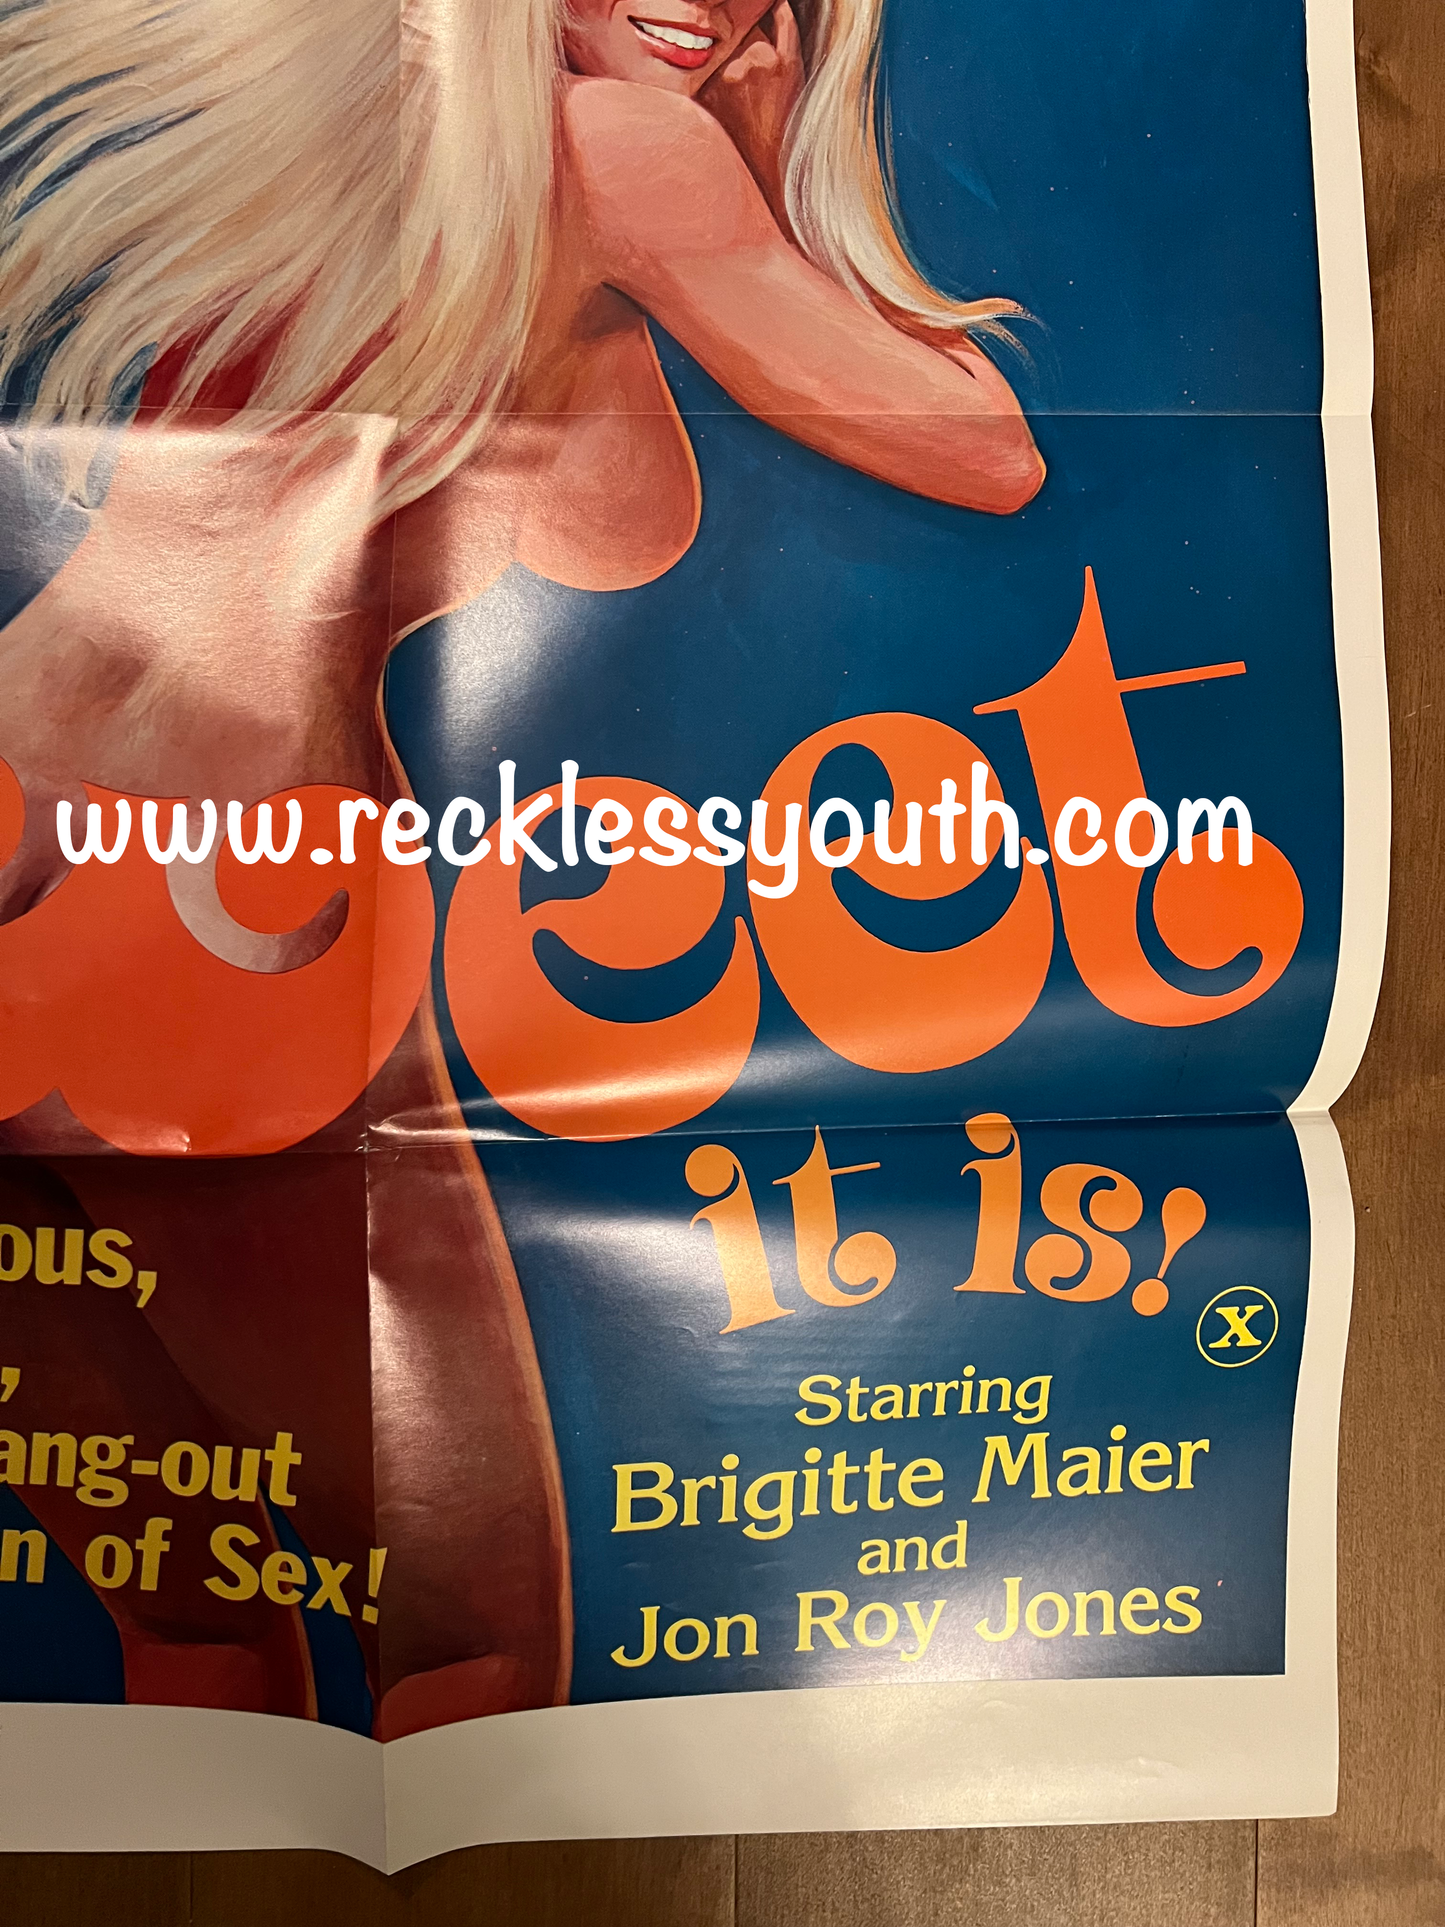 www.recklessyouth.com
eet
it is!
X
ous,
,
ang-out
n of Sex!
Starring
Brigitte Maier
and
Jon Roy Jones